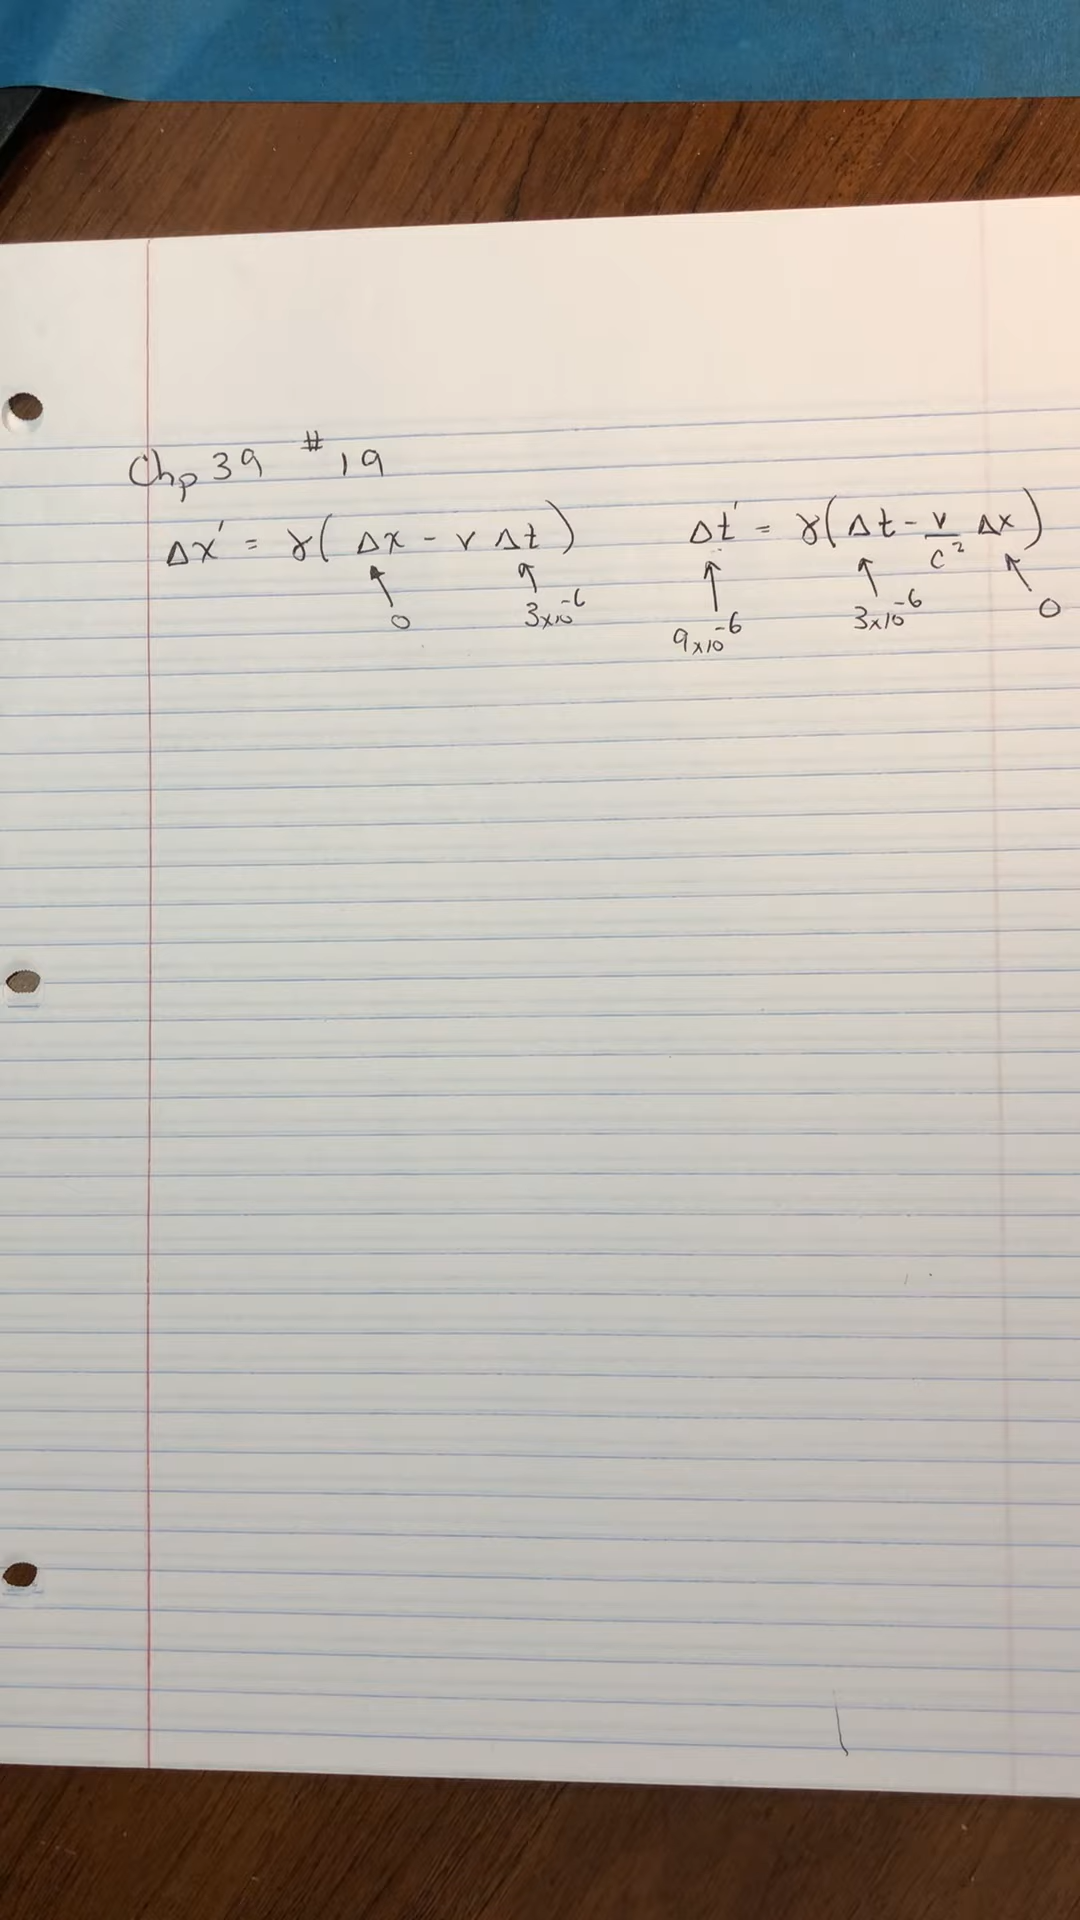 Chp 39 # 19
Δx' = γ( Δx - v Δt) Δt' = γ(Δt - v/c² Δx)
0 3x10⁻⁶ 9x10⁻⁶ 3x10⁻⁶ 0